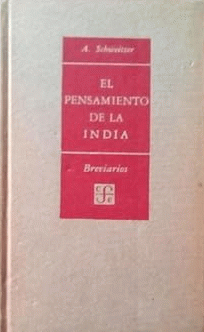 A. Schweitzer
EL
PENSAMIENTO
DE LA
INDIA
Breviarios